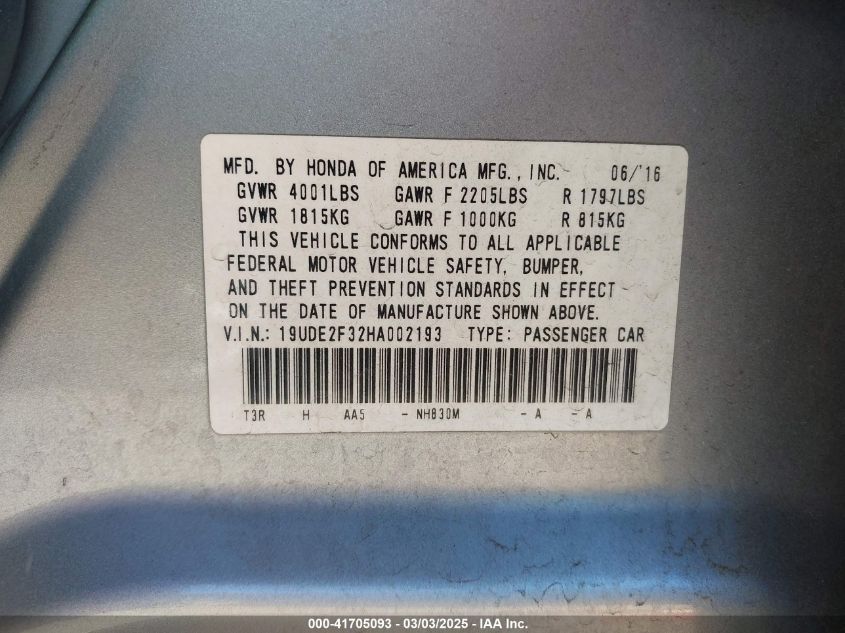 MFD. BY HONDA OF AMERICA MFG., INC. 06/'16
GVWR 4001LBS GAWR F 2205LBS R 1797LBS
GVWR 1815KG GAWR F 1000KG R 815KG
THIS VEHICLE CONFORMS TO ALL APPLICABLE
FEDERAL MOTOR VEHICLE SAFETY, BUMPER,
AND THEFT PREVENTION STANDARDS IN EFFECT
ON THE DATE OF MANUFACTURE SHOWN ABOVE.
V.I.N.: 19UDE2F32HA002193 TYPE: PASSENGER CAR
T3R H AA5 - NH830M - A - A
000-41705093 — 03/03/2025 — IAA Inc.